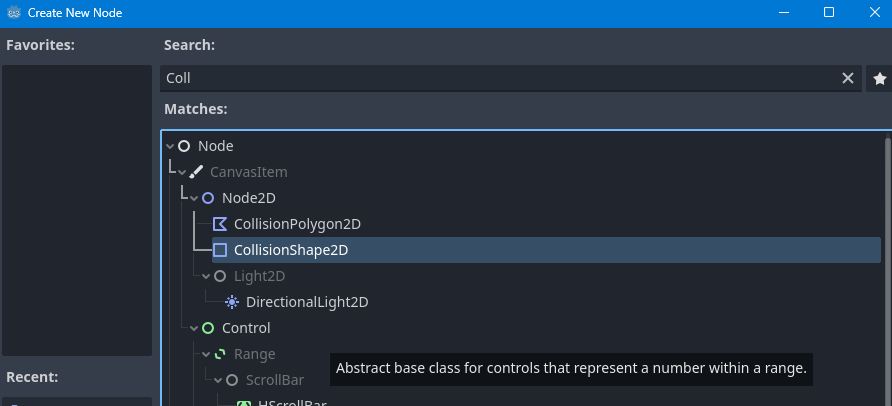 Create New Node
Favorites:
Search:
Coll
Matches:
Node
CanvasItem
Node2D
CollisionPolygon2D
CollisionShape2D
Light2D
DirectionalLight2D
Control
Range
Abstract base class for controls that represent a number within a range.
ScrollBar
Recent:
HScrollBar